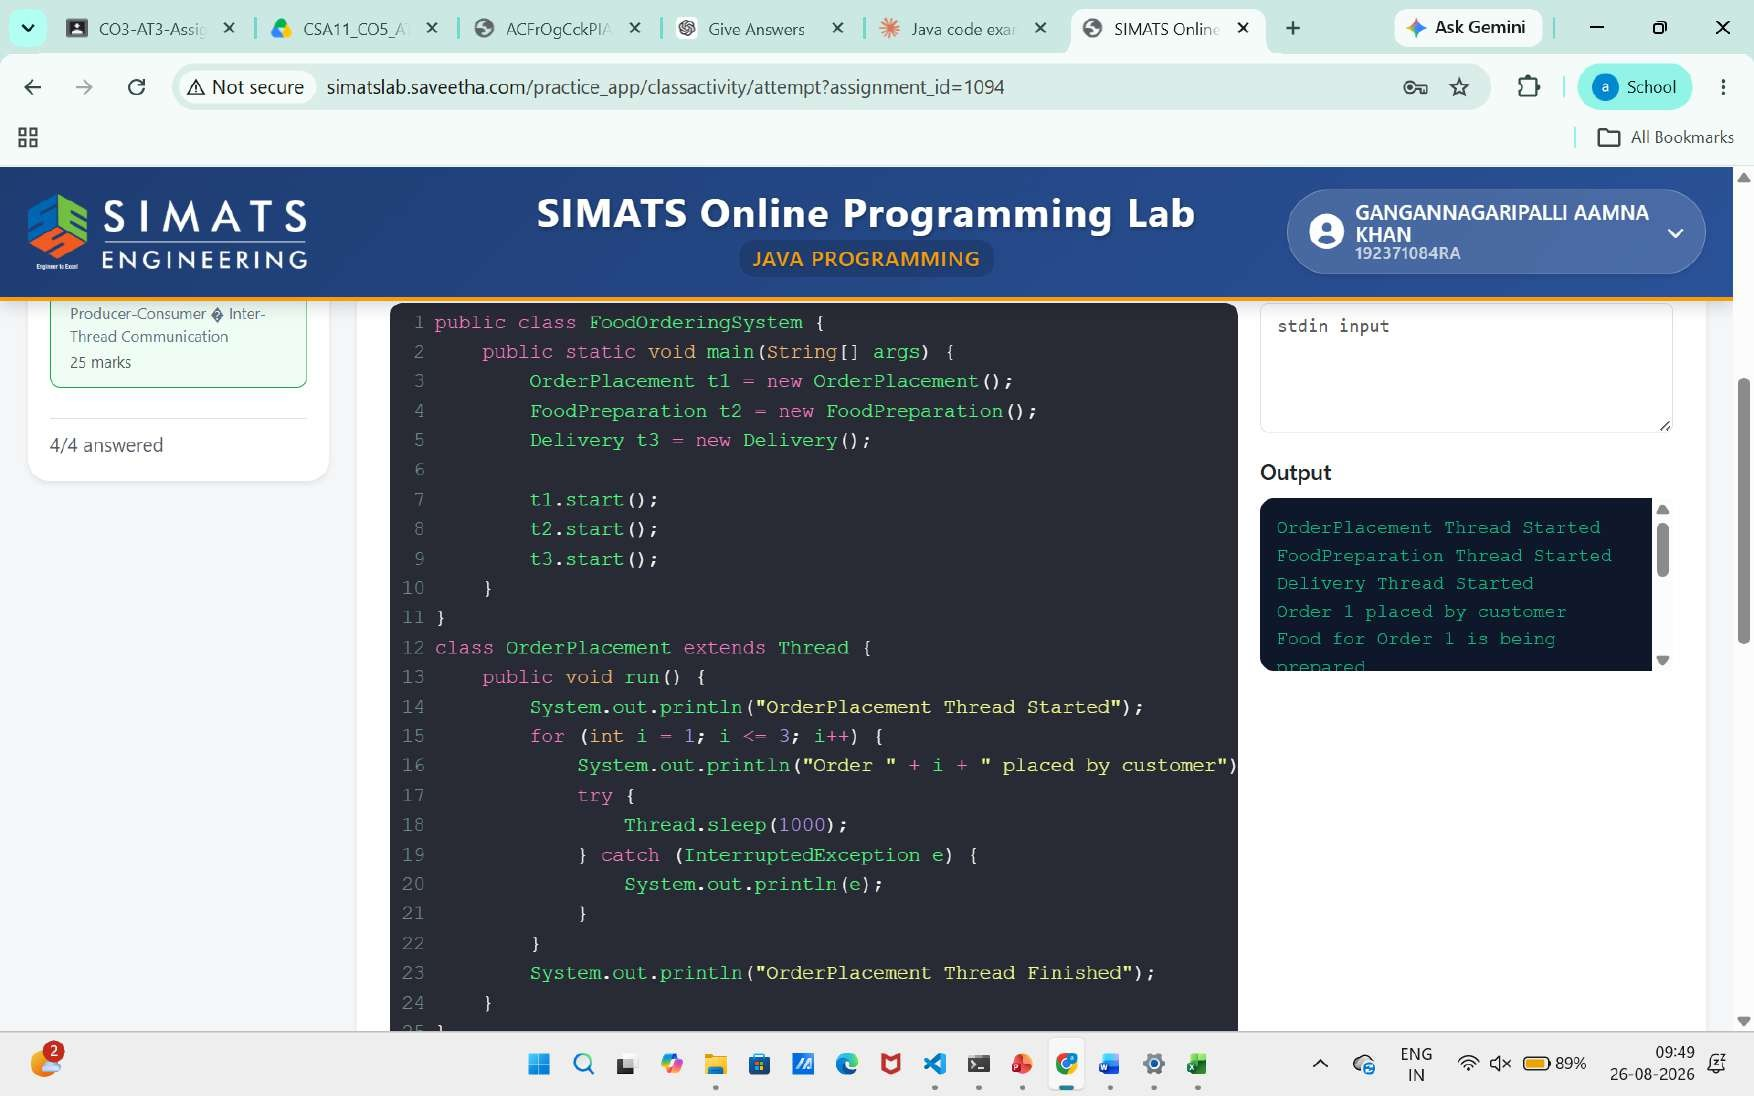 CO3-AT3-Assig
CSA11_CO5_A
ACFrOgCckPIA
Give Answers
Java code exar
SIMATS Online
Ask Gemini
Not secure
simatslab.saveetha.com/practice_app/classactivity/attempt?assignment_id=1094
a
School
All Bookmarks
SIMATS
ENGINEERING
Engineer to Excel
SIMATS Online Programming Lab
JAVA PROGRAMMING
GANGANNAGARIPALLI AAMNA
KHAN
192371084RA
Producer-Consumer � Inter-
Thread Communication
25 marks
4/4 answered
1 public class FoodOrderingSystem {
2     public static void main(String[] args) {
3         OrderPlacement t1 = new OrderPlacement();
4         FoodPreparation t2 = new FoodPreparation();
5         Delivery t3 = new Delivery();
6
7         t1.start();
8         t2.start();
9         t3.start();
10     }
11 }
12 class OrderPlacement extends Thread {
13     public void run() {
14         System.out.println("OrderPlacement Thread Started");
15         for (int i = 1; i <= 3; i++) {
16             System.out.println("Order " + i + " placed by customer")
17             try {
18                 Thread.sleep(1000);
19             } catch (InterruptedException e) {
20                 System.out.println(e);
21             }
22         }
23         System.out.println("OrderPlacement Thread Finished");
24     }
25 }
stdin input
Output
OrderPlacement Thread Started
FoodPreparation Thread Started
Delivery Thread Started
Order 1 placed by customer
Food for Order 1 is being
prepared
2
ENG
IN
89%
09:49
26-08-2026